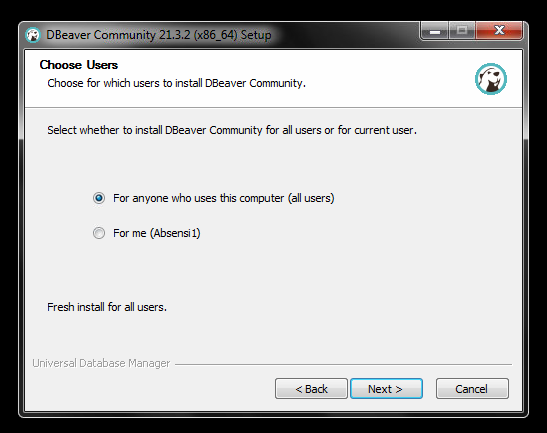 DBeaver Community 21.3.2 (x86_64) Setup
Choose Users
Choose for which users to install DBeaver Community.
Select whether to install DBeaver Community for all users or for current user.
For anyone who uses this computer (all users)
For me (Absensi1)
Fresh install for all users.
Universal Database Manager
< Back
Next >
Cancel